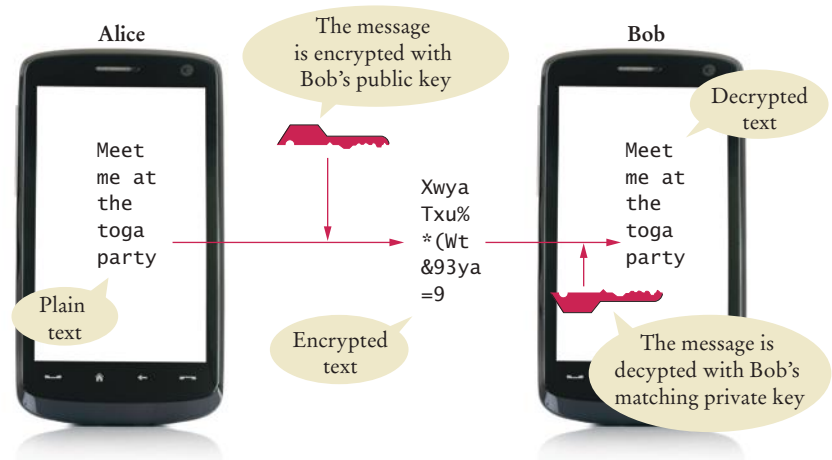 Alice
The message
is encrypted with
Bob's public key
Bob
Decrypted
text
Meet
me at
the
toga
party
Plain
text
Xwya
Txu%
*(Wt
&93ya
=9
Encrypted
text
Meet
me at
the
toga
party
The message is
decypted with Bob's
matching private key